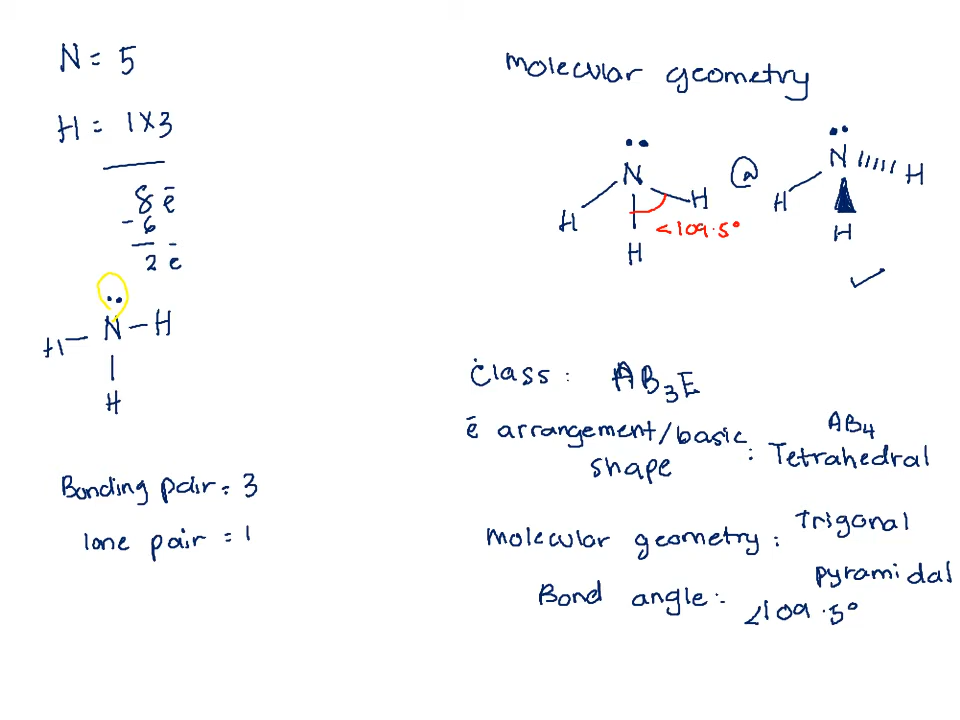 N = 5
H = 1x3
8 ē
- 6
2 ē
N
H
H
H
Bonding pair = 3
lone pair = 1
molecular geometry
N
H
H
H
<109.5°
@
N
H
H
H
Class : AB₃E
ē arrangement/basic shape : AB₄ Tetrahedral
molecular geometry : Trigonal pyramidal
Bond angle : <109.5°